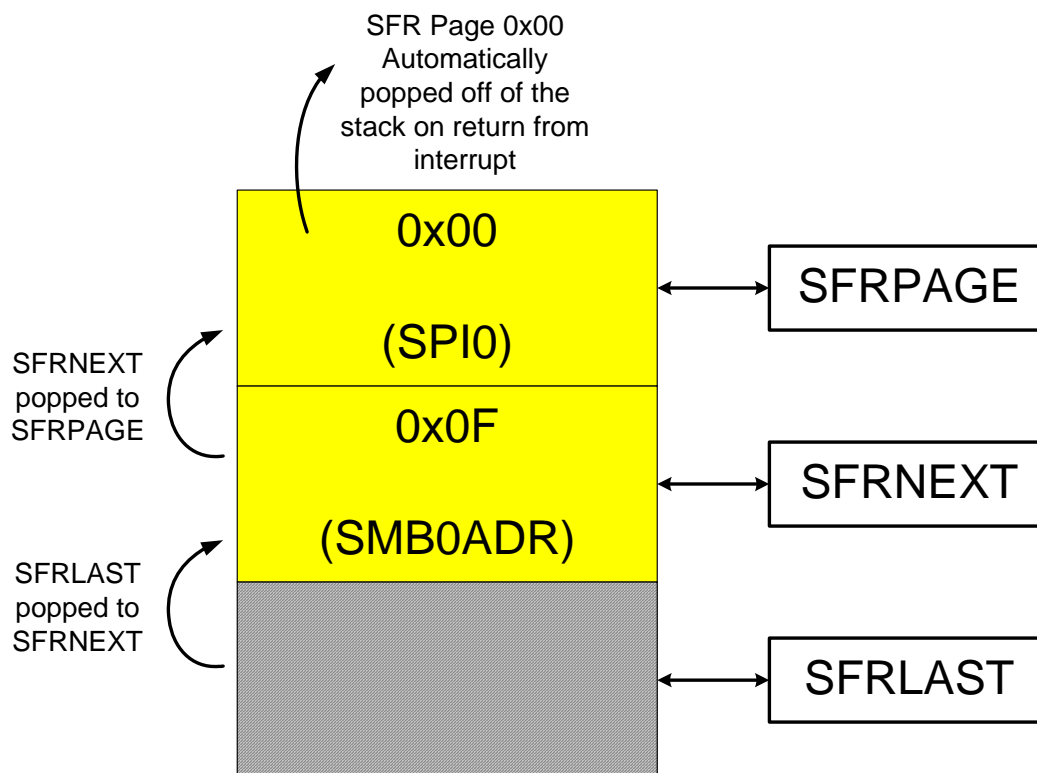 SFR Page 0x00
Automatically
popped off of the
stack on return from
interrupt
0x00
(SPI0)
SFRPAGE
SFRNEXT
popped to
SFRPAGE
0x0F
(SMB0ADR)
SFRNEXT
SFRLAST
popped to
SFRNEXT
SFRLAST